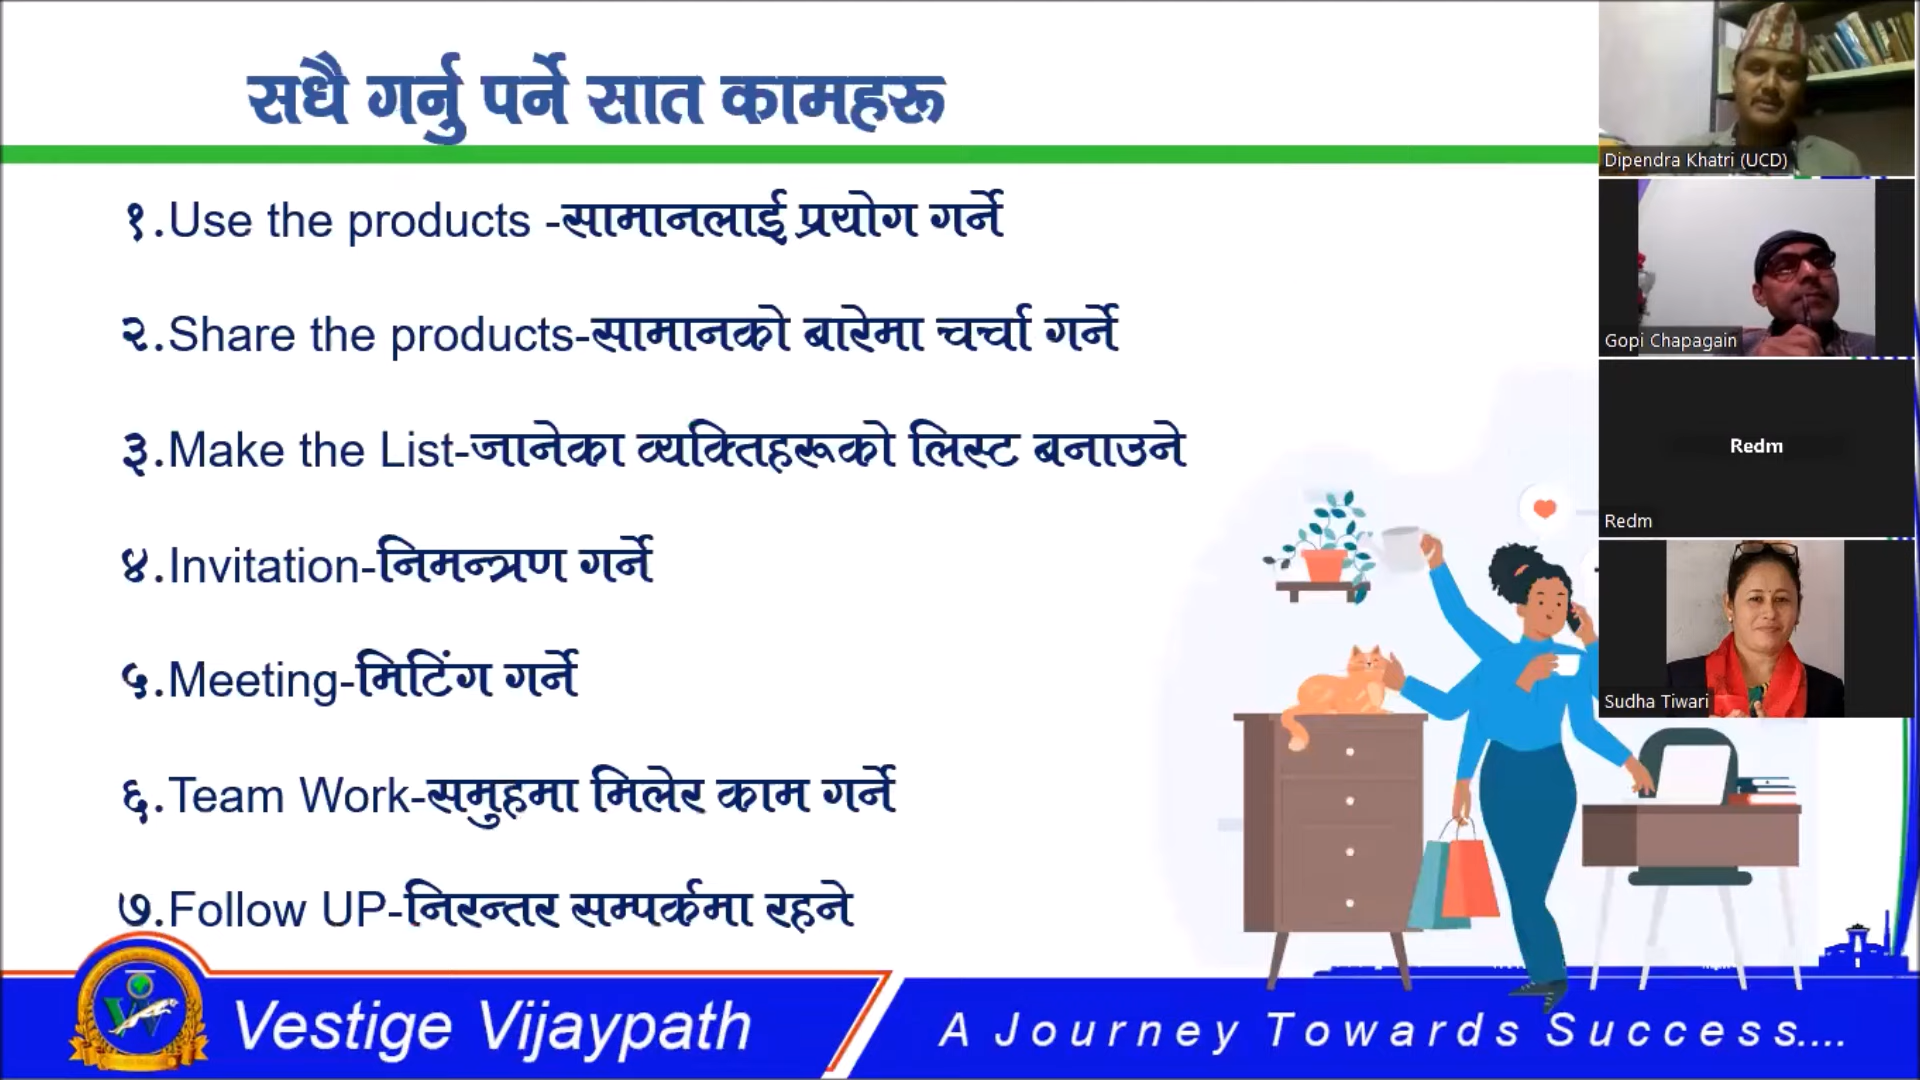 सधै गर्नु पर्ने सात कामहरू
१.Use the products -सामानलाई प्रयोग गर्ने
२.Share the products-सामानको बारेमा चर्चा गर्ने
३.Make the List-जानेका व्यक्तिहरूको लिस्ट बनाउने
४.Invitation-निमन्त्रण गर्ने
५.Meeting-मिटिंग गर्ने
६.Team Work-समुहमा मिलेर काम गर्ने
७.Follow UP-निरन्तर सम्पर्कमा रहने
Vestige Vijaypath
A Journey Towards Success....
Dipendra Khatri (UCD)
Gopi Chapagain
Redm
Redm
Sudha Tiwari